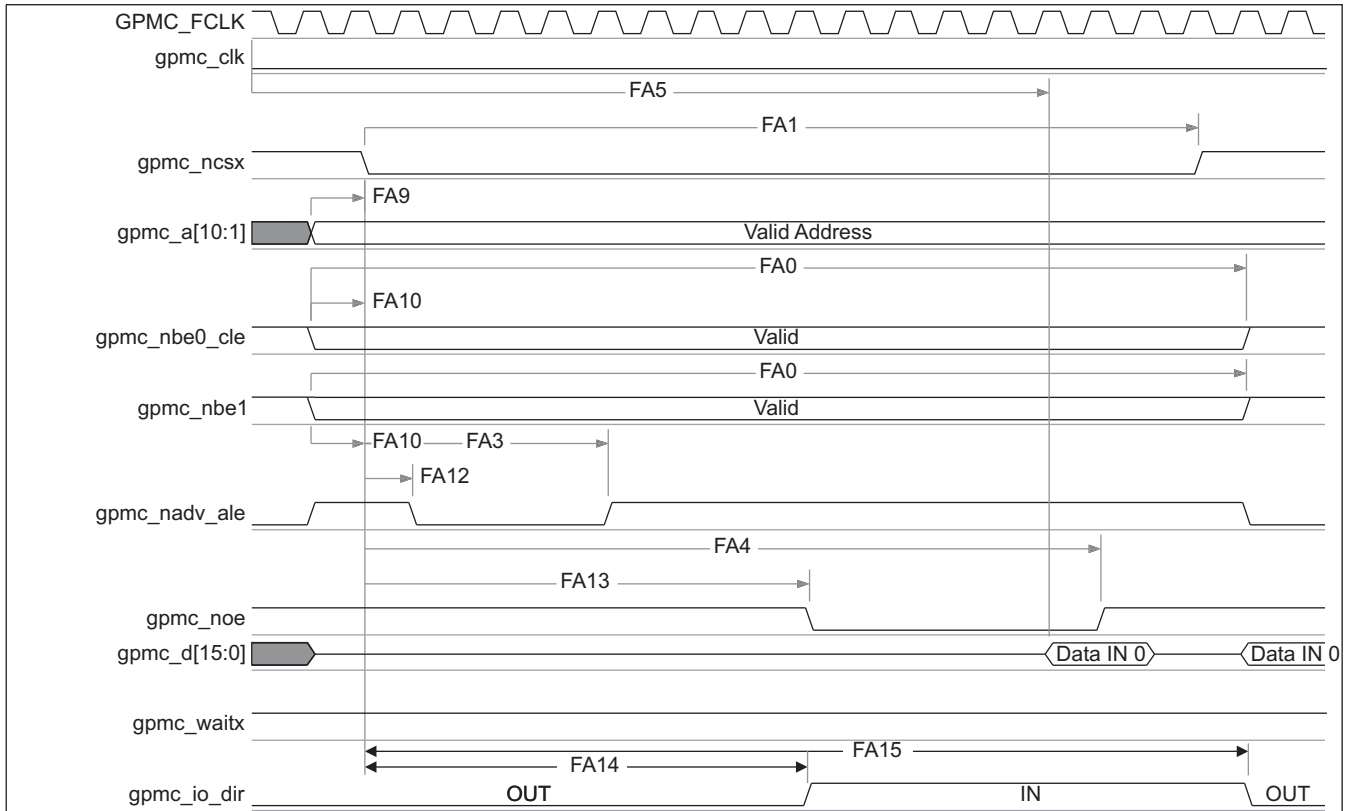 GPMC_FCLK
gpmc_clk
FA5
FA1
gpmc_ncsx
FA9
gpmc_a[10:1] Valid Address
FA0
FA10
gpmc_nbe0_cle Valid
FA0
gpmc_nbe1 Valid
FA10 FA3
FA12
gpmc_nadv_ale
FA4
FA13
gpmc_noe
gpmc_d[15:0] Data IN 0 Data IN 0
gpmc_waitx
FA15
FA14
gpmc_io_dir OUT IN OUT